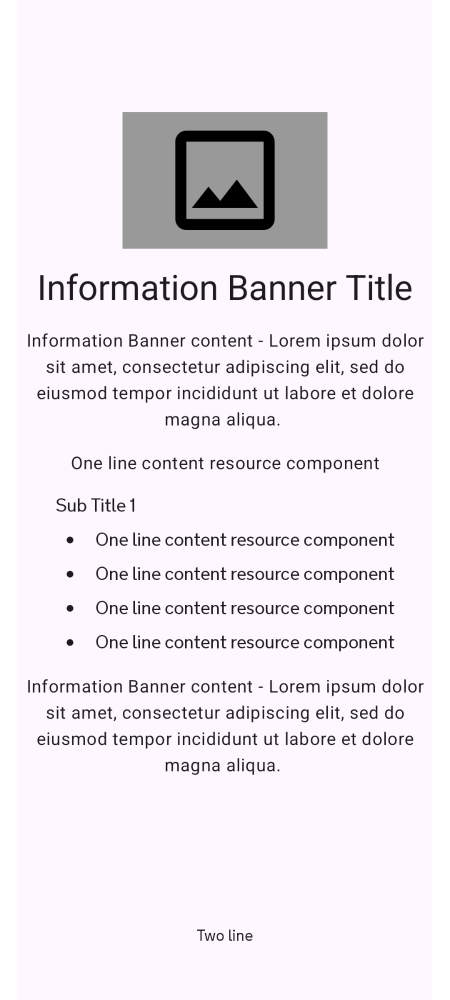 Information Banner Title
Information Banner content - Lorem ipsum dolor
sit amet, consectetur adipiscing elit, sed do
eiusmod tempor incididunt ut labore et dolore
magna aliqua.
One line content resource component
Sub Title 1
• One line content resource component
• One line content resource component
• One line content resource component
• One line content resource component
Information Banner content - Lorem ipsum dolor
sit amet, consectetur adipiscing elit, sed do
eiusmod tempor incididunt ut labore et dolore
magna aliqua.
Two line